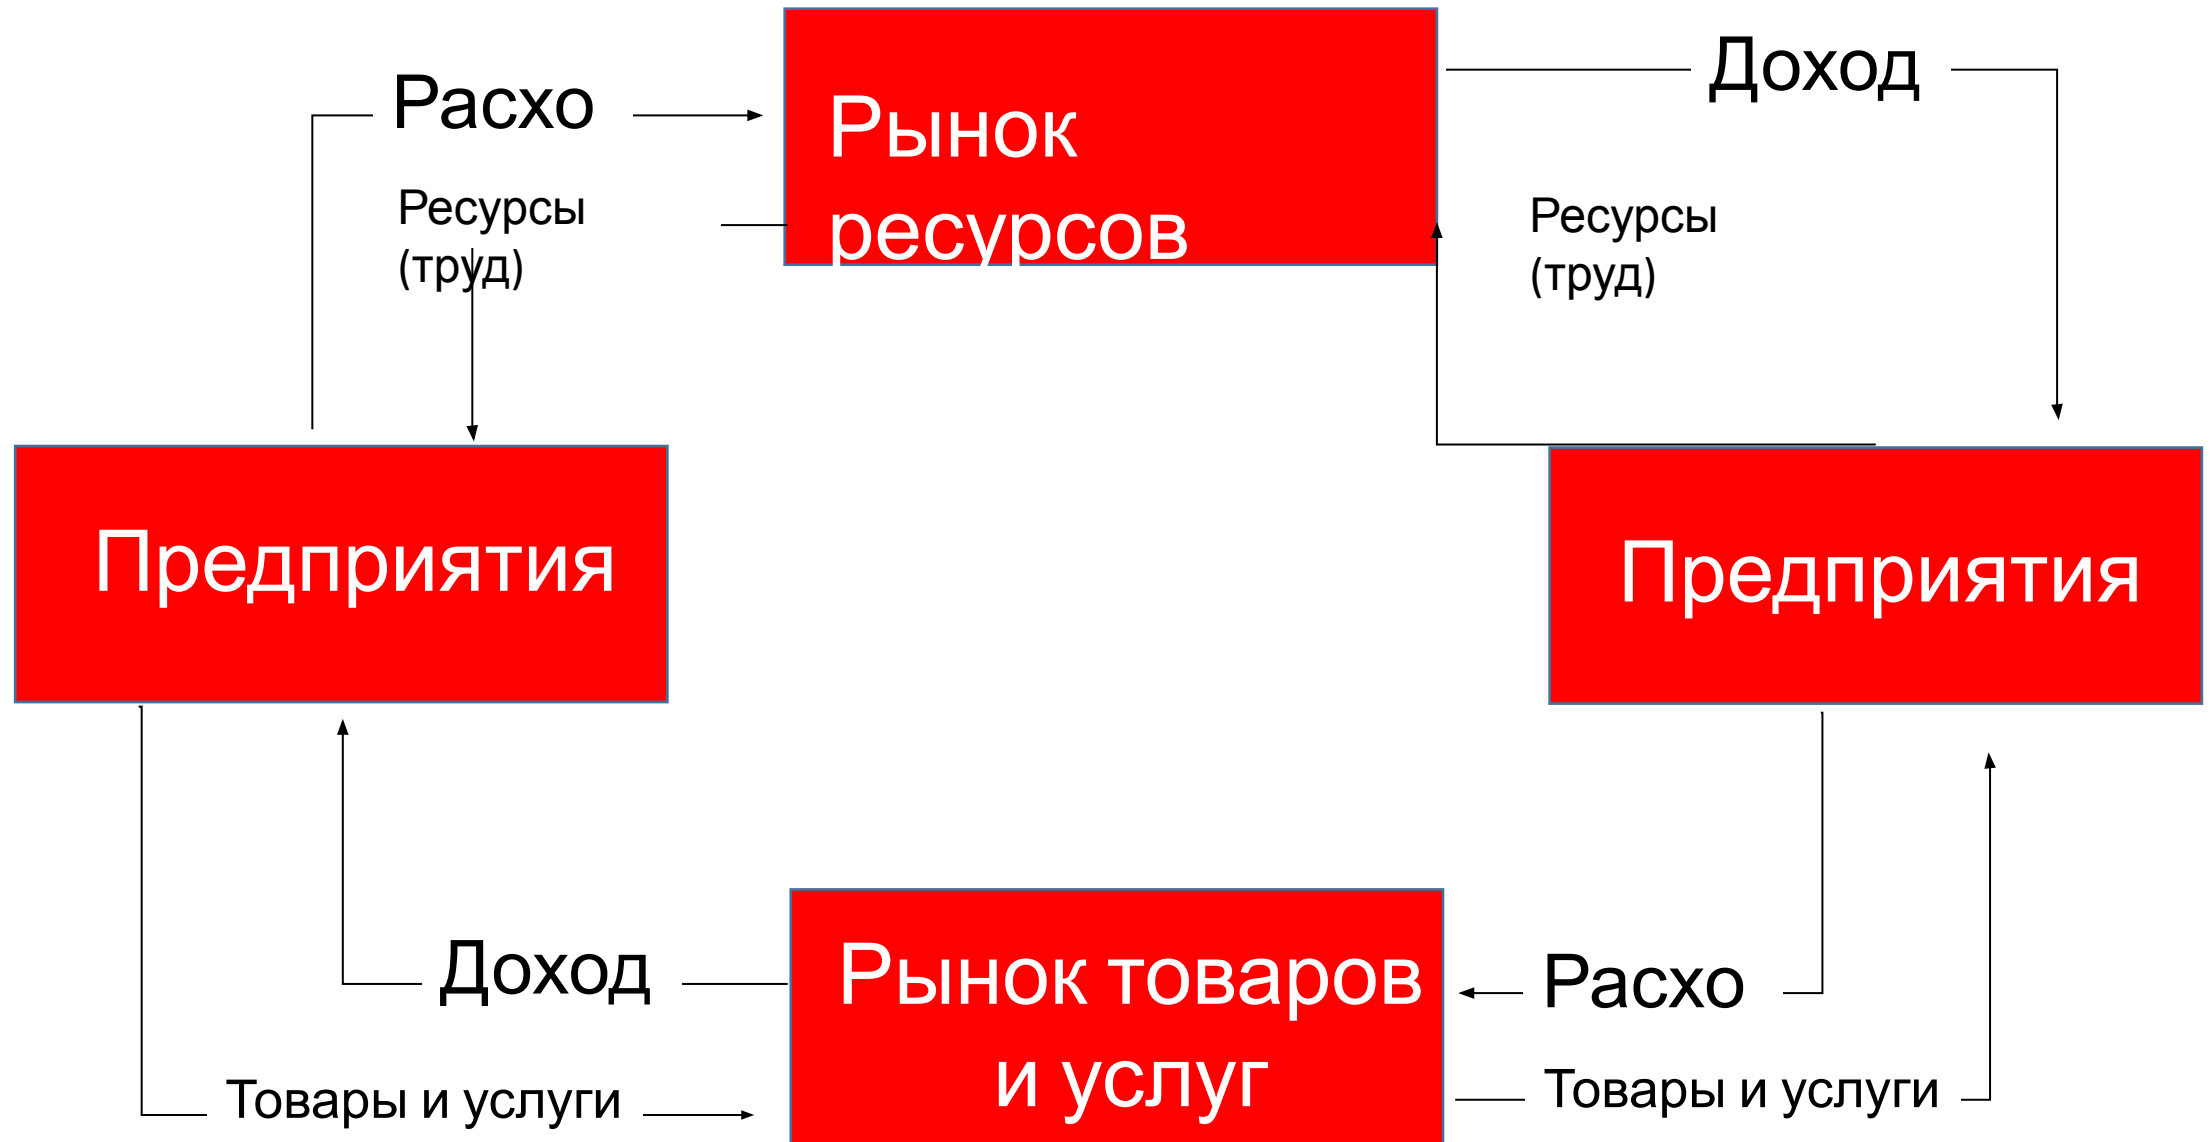 Расхо
Доход
Рынок
ресурсов
Ресурсы
(труд)
Ресурсы
(труд)
Предприятия
Предприятия
Доход
Расхо
Рынок товаров
и услуг
Товары и услуги
Товары и услуги